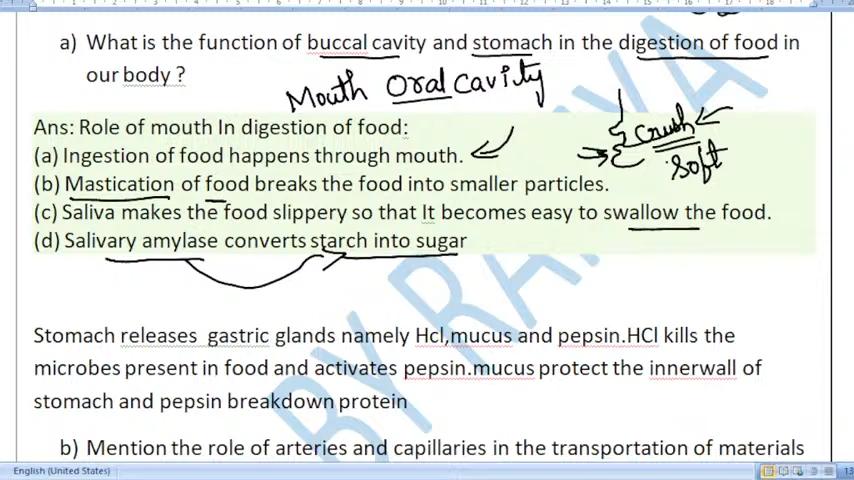 a) What is the function of buccal cavity and stomach in the digestion of food in
our body ?
Mouth Oral cavity
Ans: Role of mouth In digestion of food:
Crush
(a) Ingestion of food happens through mouth.
Soft
(b) Mastication of food breaks the food into smaller particles.
(c) Saliva makes the food slippery so that It becomes easy to swallow the food.
(d) Salivary amylase converts starch into sugar
Stomach releases gastric glands namely Hcl,mucus and pepsin.HCl kills the
microbes present in food and activates pepsin.mucus protect the innerwall of
stomach and pepsin breakdown protein
b) Mention the role of arteries and capillaries in the transportation of materials
English (United States)
13